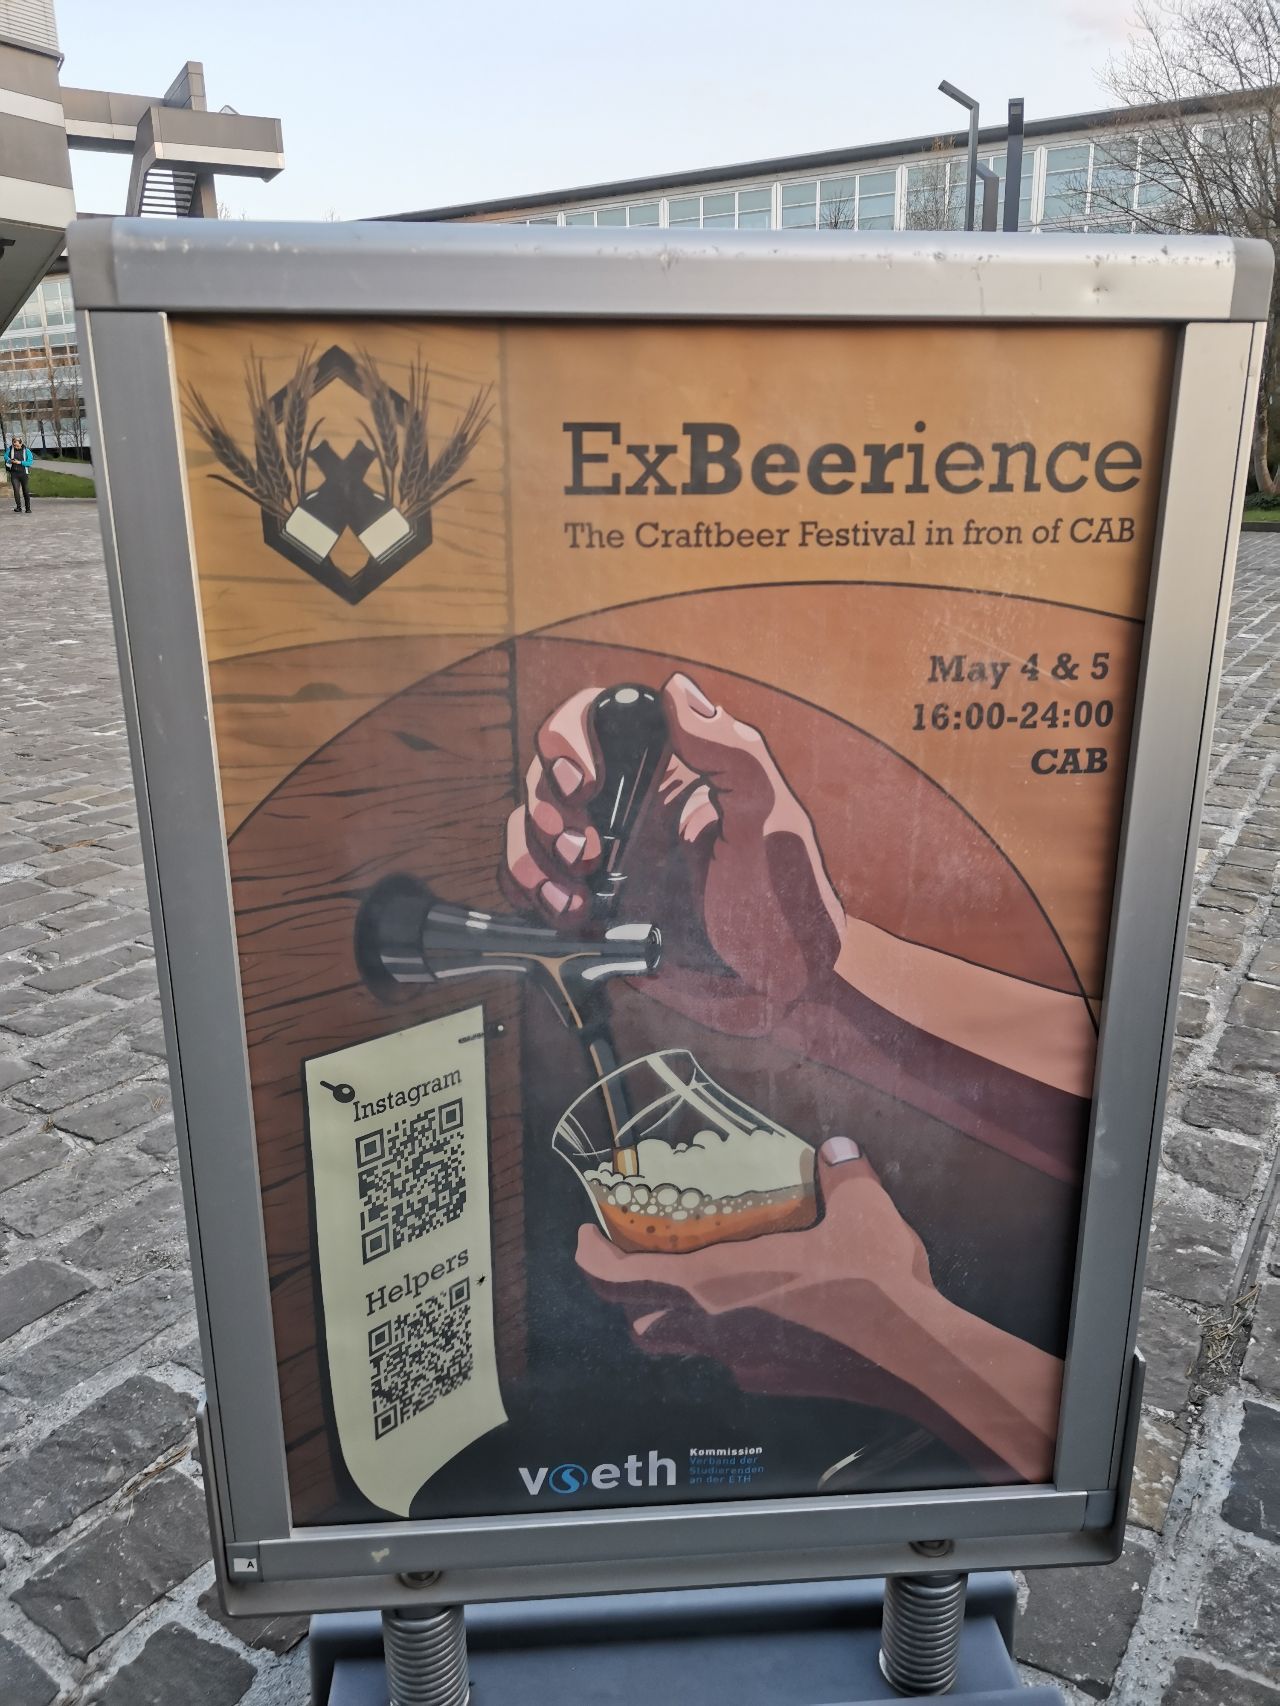 ExBeerience
The Craftbeer Festival in fron of CAB
May 4 & 5
16:00-24:00
CAB
Instagram
Helpers
vseth
Kommission
Verband der
Studierenden
an der ETH
A